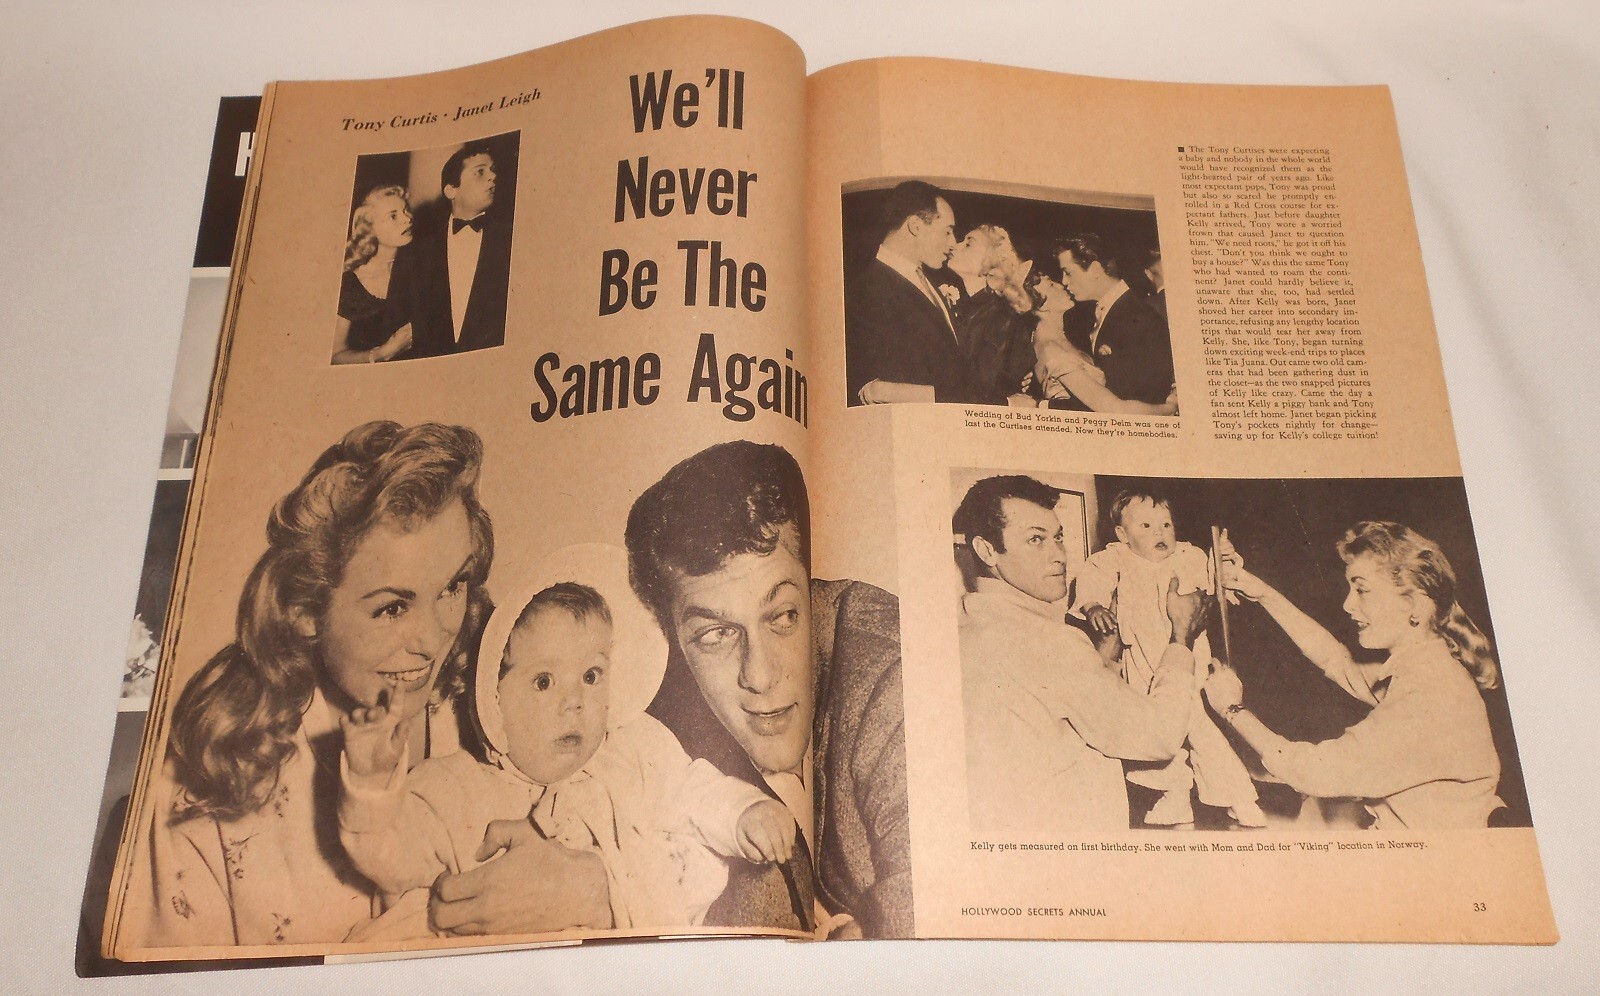 H
Tony Curtis · Janet Leigh
We'll
Never
Be The
Same Again
■ The Tony Curtises were expecting
a baby and nobody in the whole world
would have recognized them as the
light-hearted pair of years ago. Like
most expectant pops, Tony was proud
but also so scared he promptly en-
rolled in a Red Cross course for ex-
pectant fathers. Just before daughter
Kelly arrived, Tony wore a worried
frown that caused Janet to question
him. "We need roots," he got it off his
chest. "Don't you think we ought to
buy a house?" Was this the same Tony
who had wanted to roam the conti-
nent? Janet could hardly believe it,
unaware that she, too, had settled
down. After Kelly was born, Janet
shoved her career into secondary im-
portance, refusing any lengthy location
trips that would tear her away from
Kelly. She, like Tony, began turning
down exciting week-end trips to places
like Tia Juana. Out came two old cam-
eras that had been gathering dust in
the closet—as the two snapped pictures
of Kelly like crazy. Came the day a
fan sent Kelly a piggy bank and Tony
almost left home. Janet began picking
Tony's pockets nightly for change—
saving up for Kelly's college tuition!
Wedding of Bud Yorkin and Peggy Deim was one of
last the Curtises attended. Now they're homebodies.
Kelly gets measured on first birthday. She went with Mom and Dad for "Viking" location in Norway.
HOLLYWOOD SECRETS ANNUAL
33